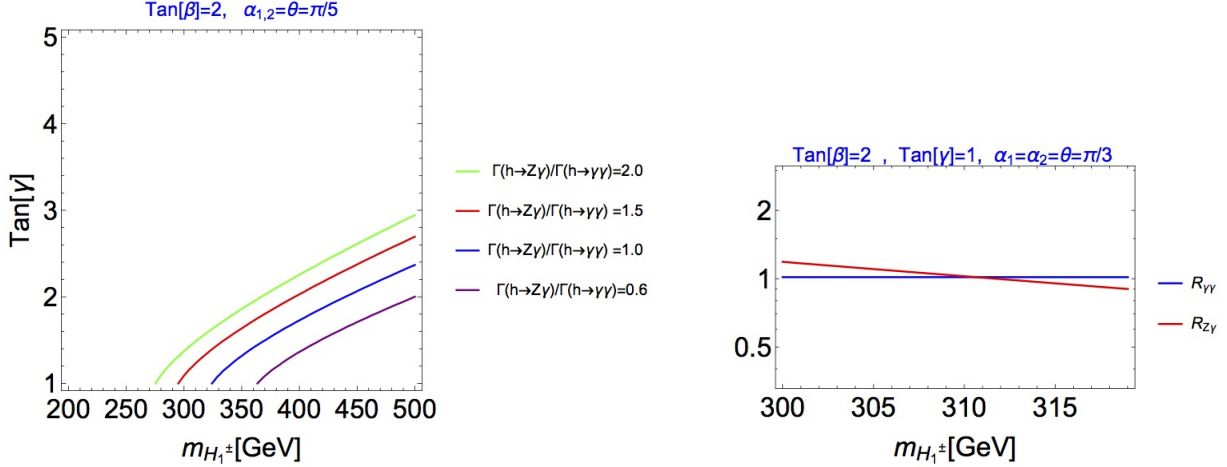 Tan[β]=2, α1,2=θ=π/5
Tan[γ]
5
4
3
2
1
200 250 300 350 400 450 500
mH1±[GeV]
Γ(h→Zγ)/Γ(h→γγ)=2.0
Γ(h→Zγ)/Γ(h→γγ) =1.5
Γ(h→Zγ)/Γ(h→γγ) =1.0
Γ(h→Zγ)/Γ(h→γγ)=0.6
Tan[β]=2 , Tan[γ]=1, α1=α2=θ=π/3
2
1
0.5
300 305 310 315
mH1±[GeV]
Rγγ
RZγ